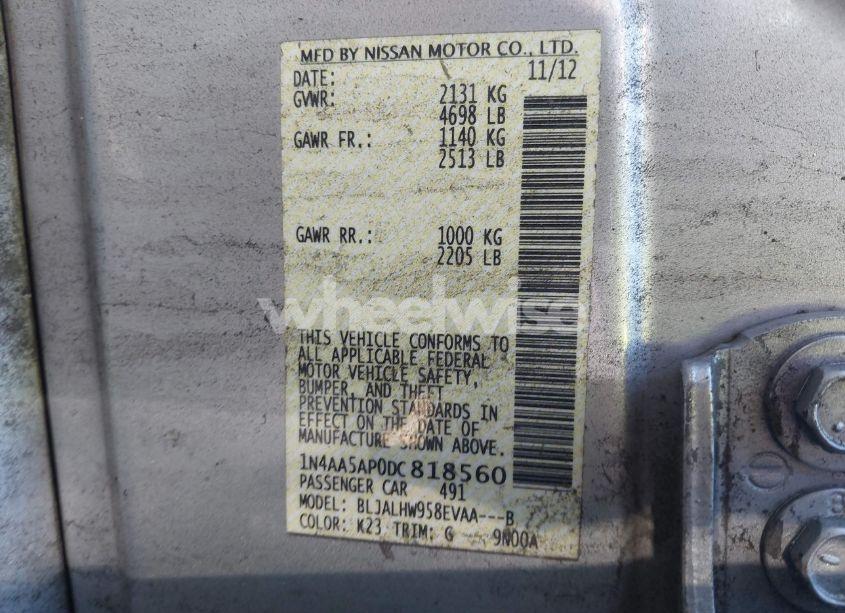 MFD BY NISSAN MOTOR CO., LTD.
DATE: 11/12
GVWR: 2131 KG
4698 LB
GAWR FR.: 1140 KG
2513 LB
GAWR RR.: 1000 KG
2205 LB
wheelwise
THIS VEHICLE CONFORMS TO
ALL APPLICABLE FEDERAL
MOTOR VEHICLE SAFETY,
BUMPER, AND THEFT
PREVENTION STANDARDS IN
EFFECT ON THE DATE OF
MANUFACTURE SHOWN ABOVE.
1N4AA5AP0DC818560
PASSENGER CAR 491
MODEL: BLJALHW958EVAA---B
COLOR: K23 TRIM: G 9N00A